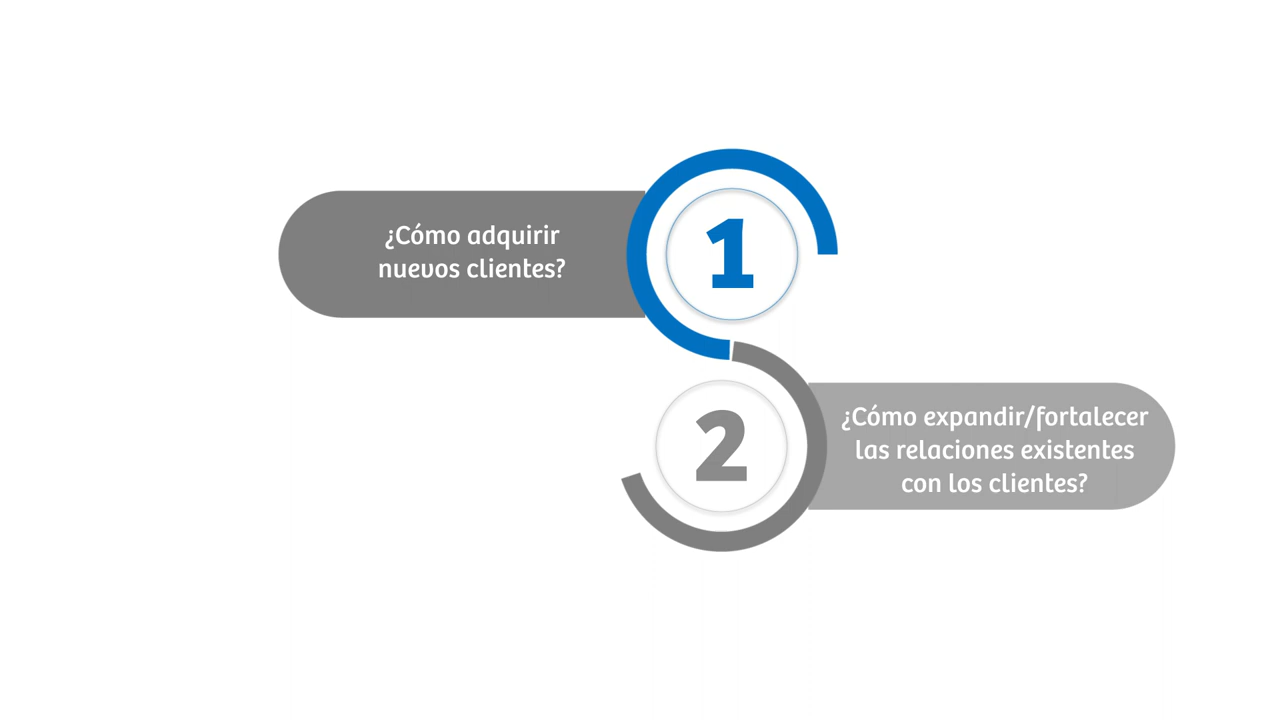 ¿Cómo adquirir
nuevos clientes?
1
2
¿Cómo expandir/fortalecer
las relaciones existentes
con los clientes?